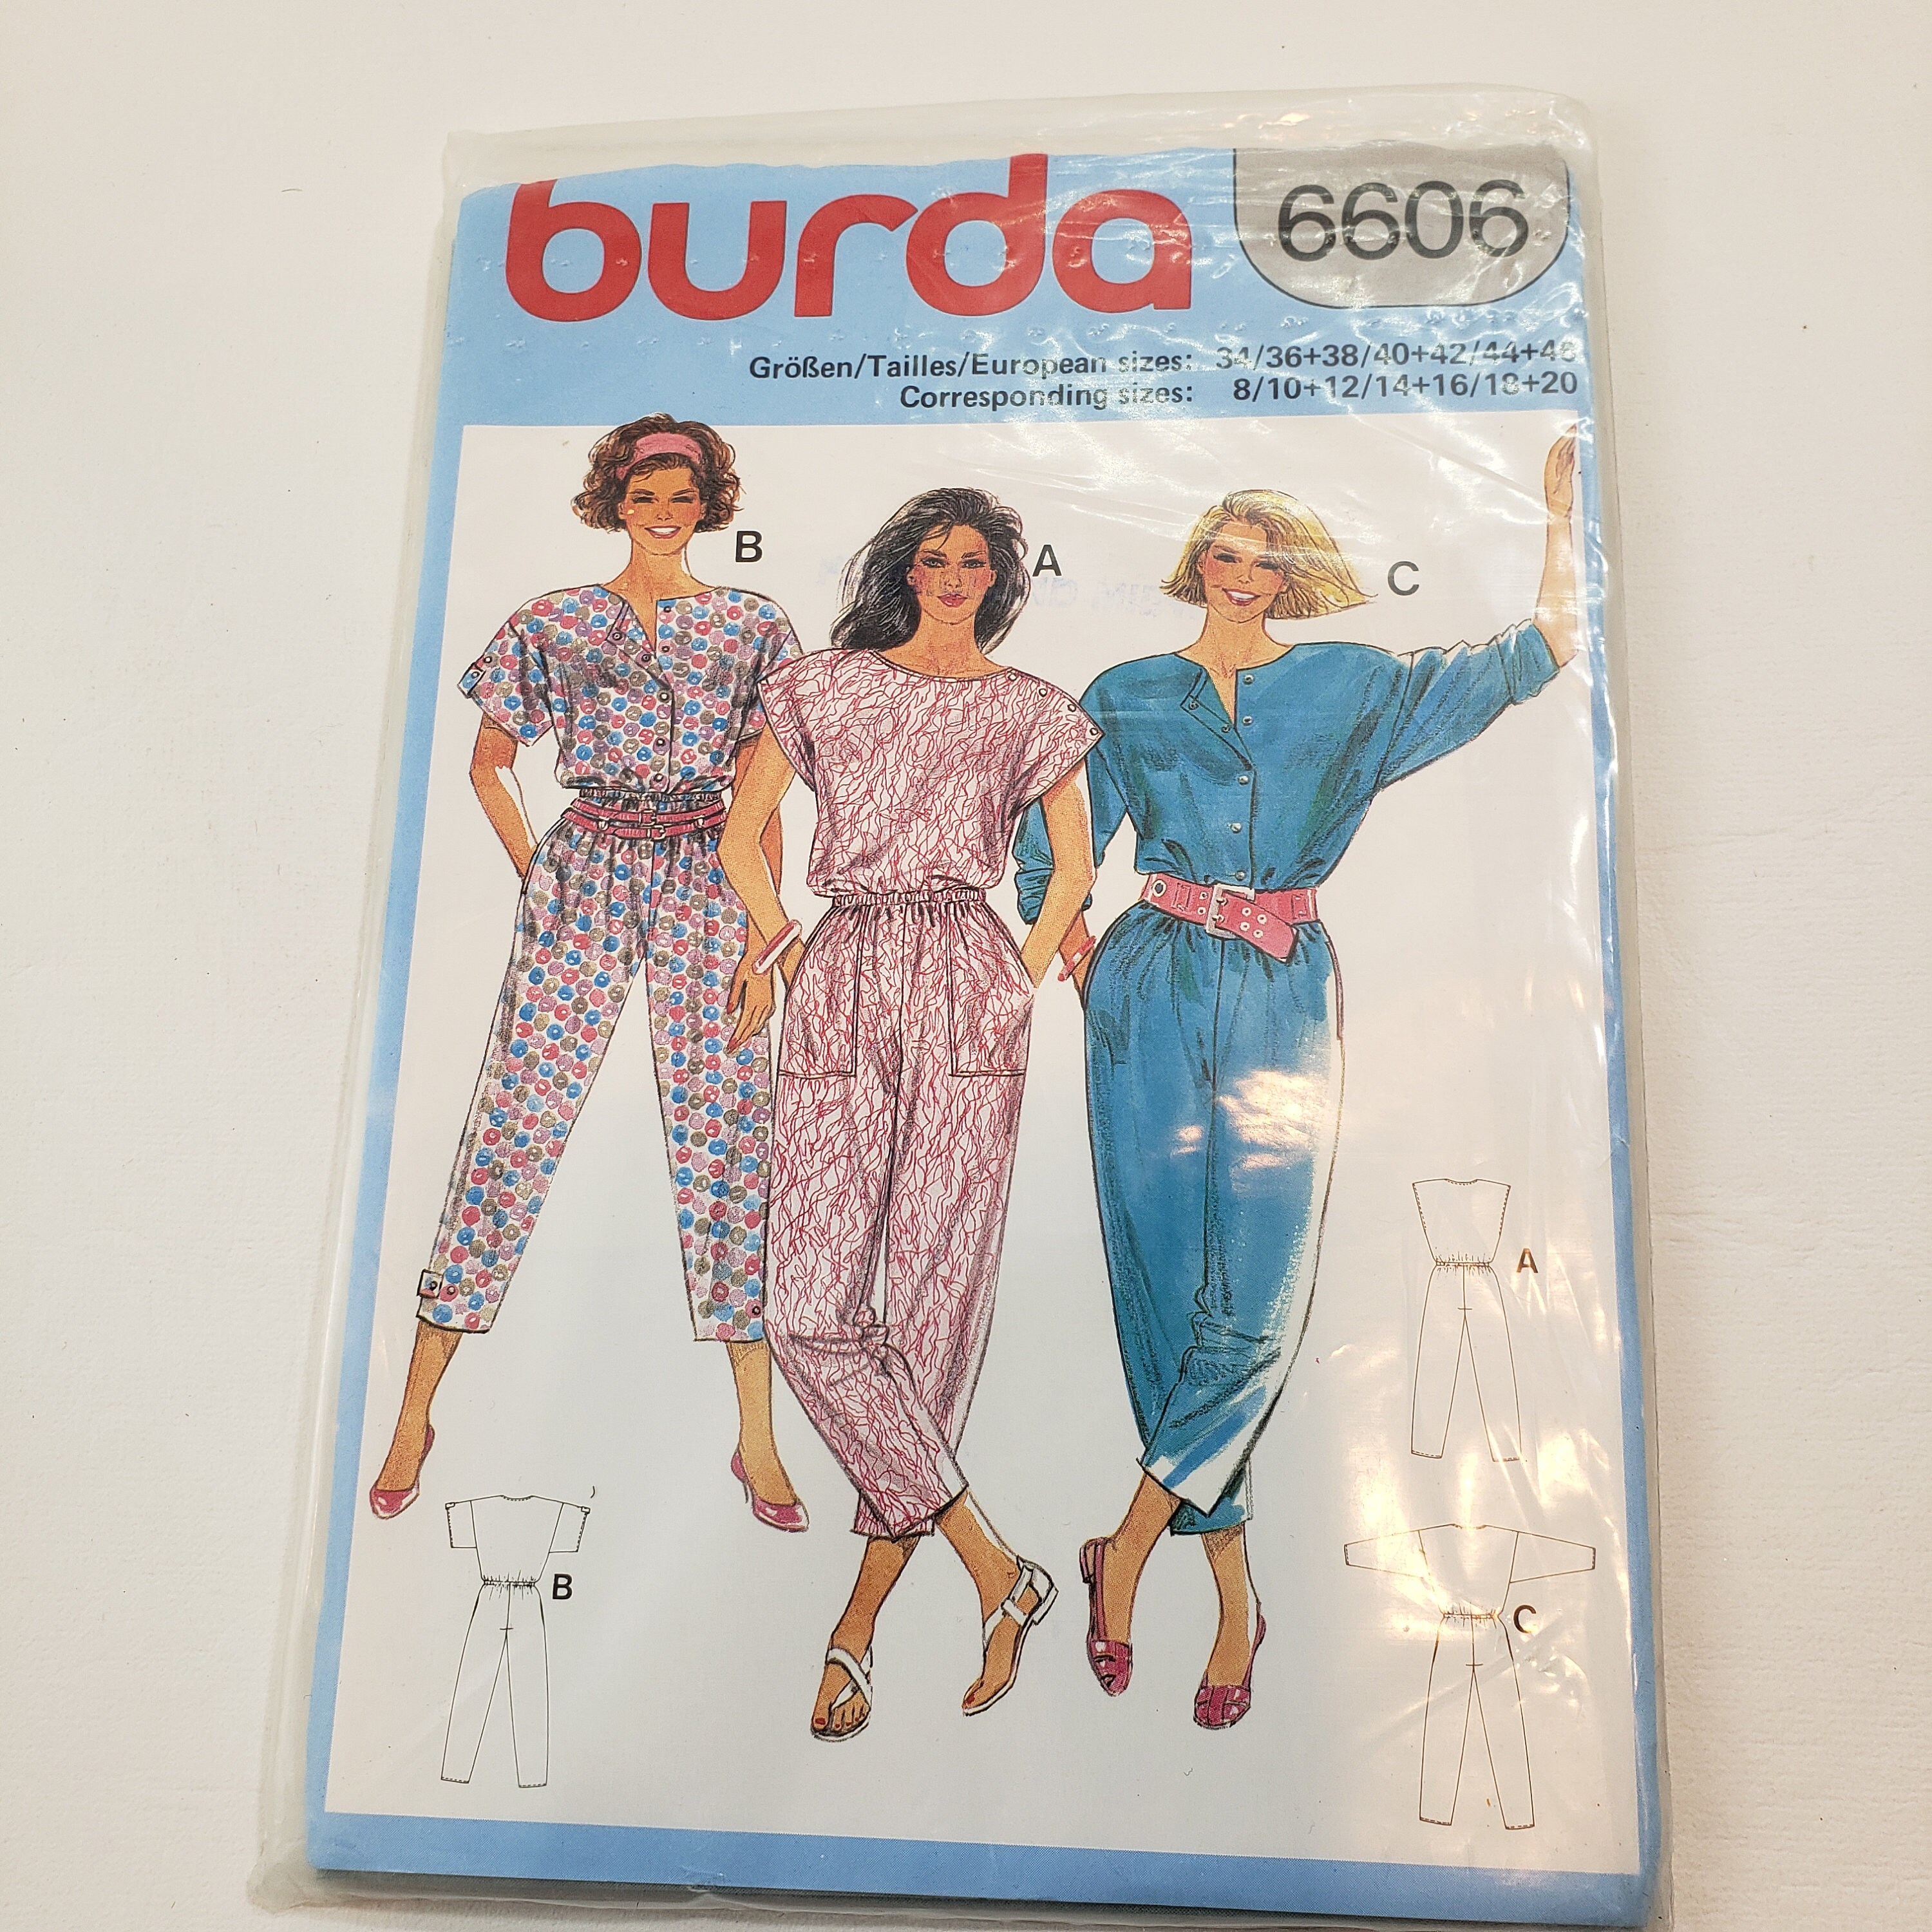 burda
6606
Größen/Tailles/European sizes: 34/36+38/40+42/44+46
Corresponding sizes: 8/10+12/14+16/18+20
B
A
C
A
B
C